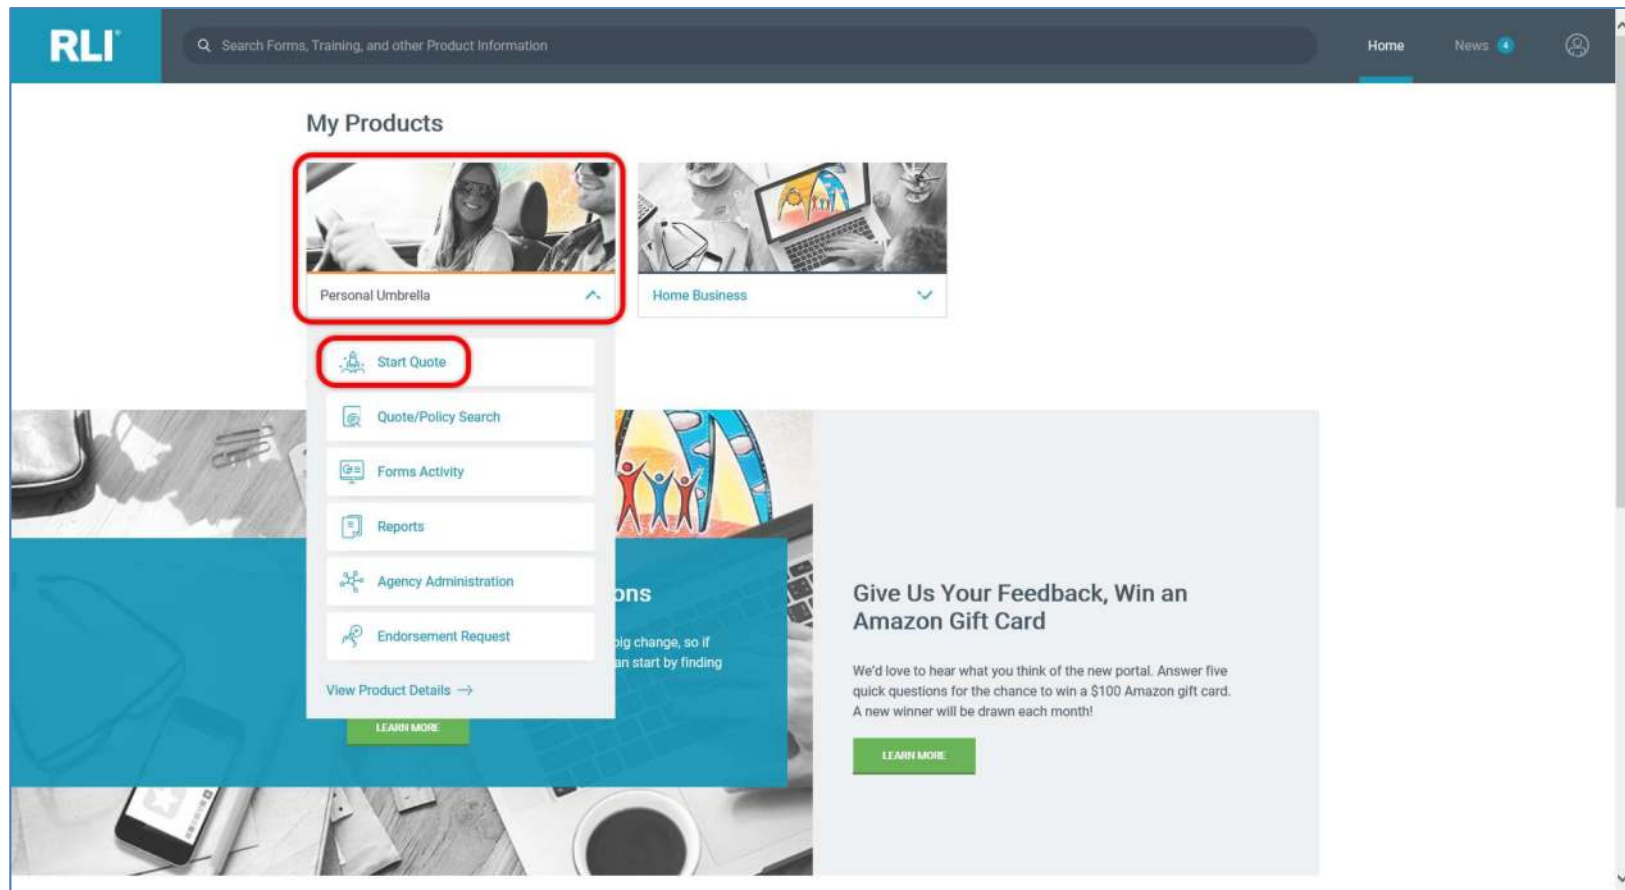 RLI®
Search Forms, Training, and other Product Information
Home
News 4
My Products
Personal Umbrella
Home Business
Start Quote
Quote/Policy Search
Forms Activity
Reports
Agency Administration
Endorsement Request
View Product Details →
ons
big change, so if
an start by finding
LEARN MORE
Give Us Your Feedback, Win an
Amazon Gift Card
We'd love to hear what you think of the new portal. Answer five
quick questions for the chance to win a $100 Amazon gift card.
A new winner will be drawn each month!
LEARN MORE